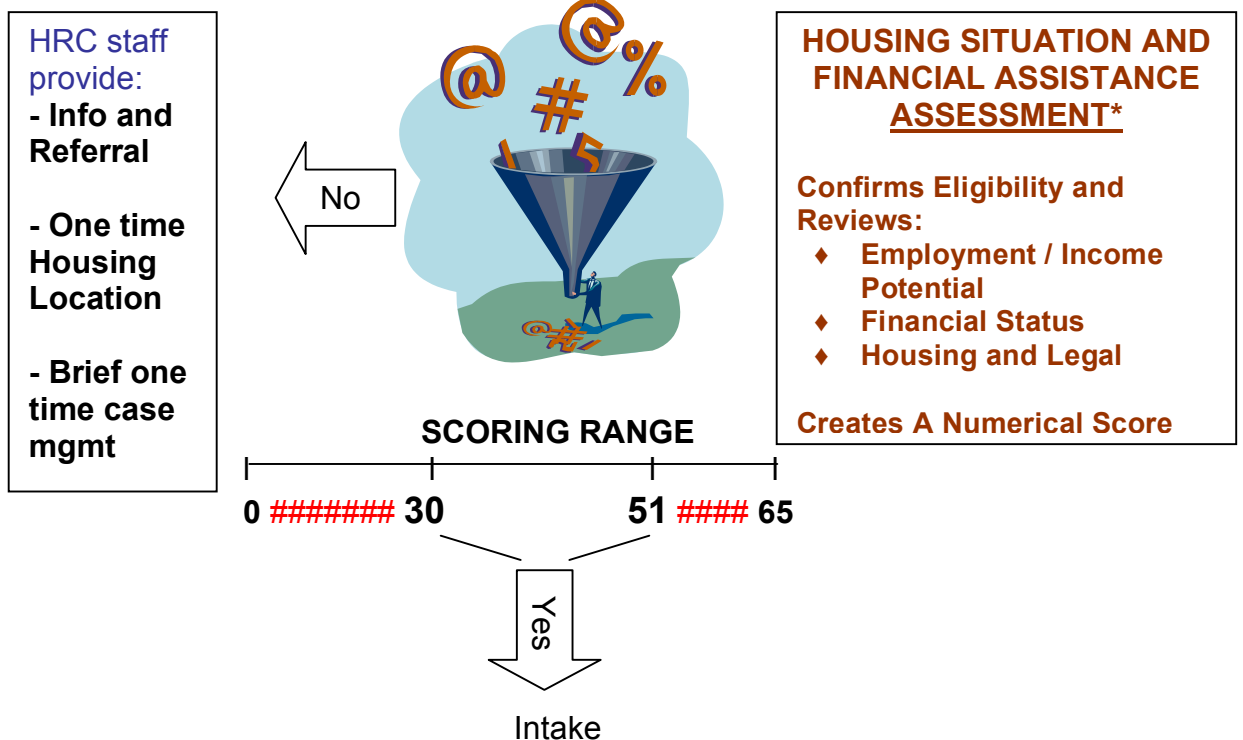 HRC staff
provide:
- Info and
Referral
- One time
Housing
Location
- Brief one
time case
mgmt
No
@ @ %
#
5
@#
HOUSING SITUATION AND
FINANCIAL ASSISTANCE
ASSESSMENT*
Confirms Eligibility and
Reviews:
♦ Employment / Income
Potential
♦ Financial Status
♦ Housing and Legal
Creates A Numerical Score
SCORING RANGE
0 ####### 30 51 #### 65
Yes
Intake